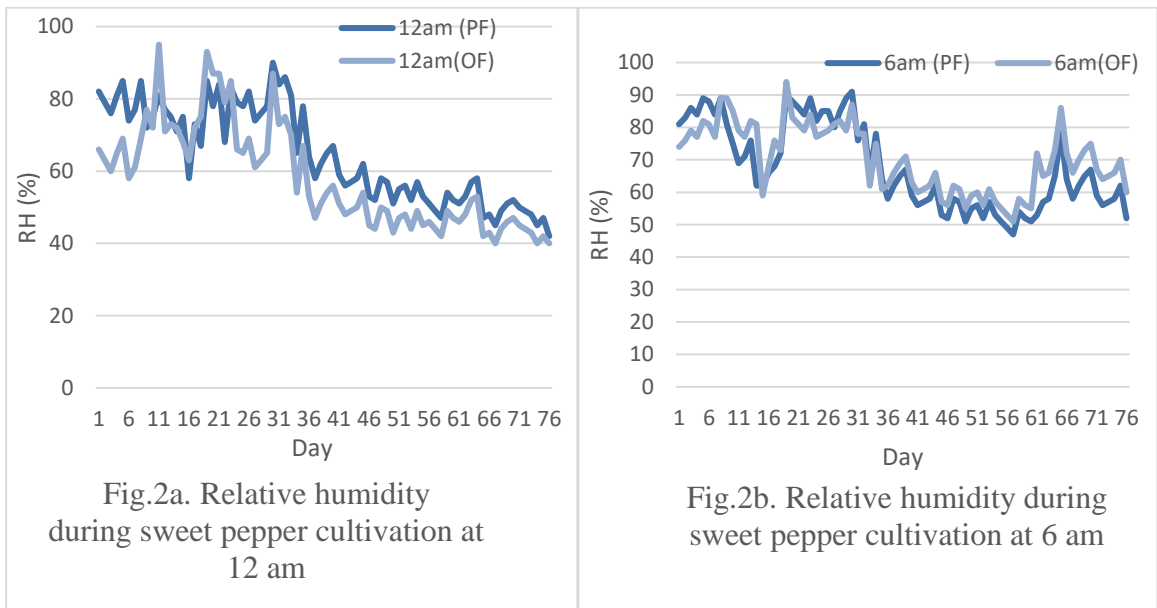 100
80
60
40
20
0
RH (%)
12am (PF)
12am(OF)
1 6 11 16 21 26 31 36 41 46 51 56 61 66 71 76
Day
Fig.2a. Relative humidity
during sweet pepper cultivation at
12 am
100
90
80
70
60
50
40
30
20
10
0
RH (%)
6am (PF) 6am(OF)
1 6 11 16 21 26 31 36 41 46 51 56 61 66 71 76
Day
Fig.2b. Relative humidity during
sweet pepper cultivation at 6 am